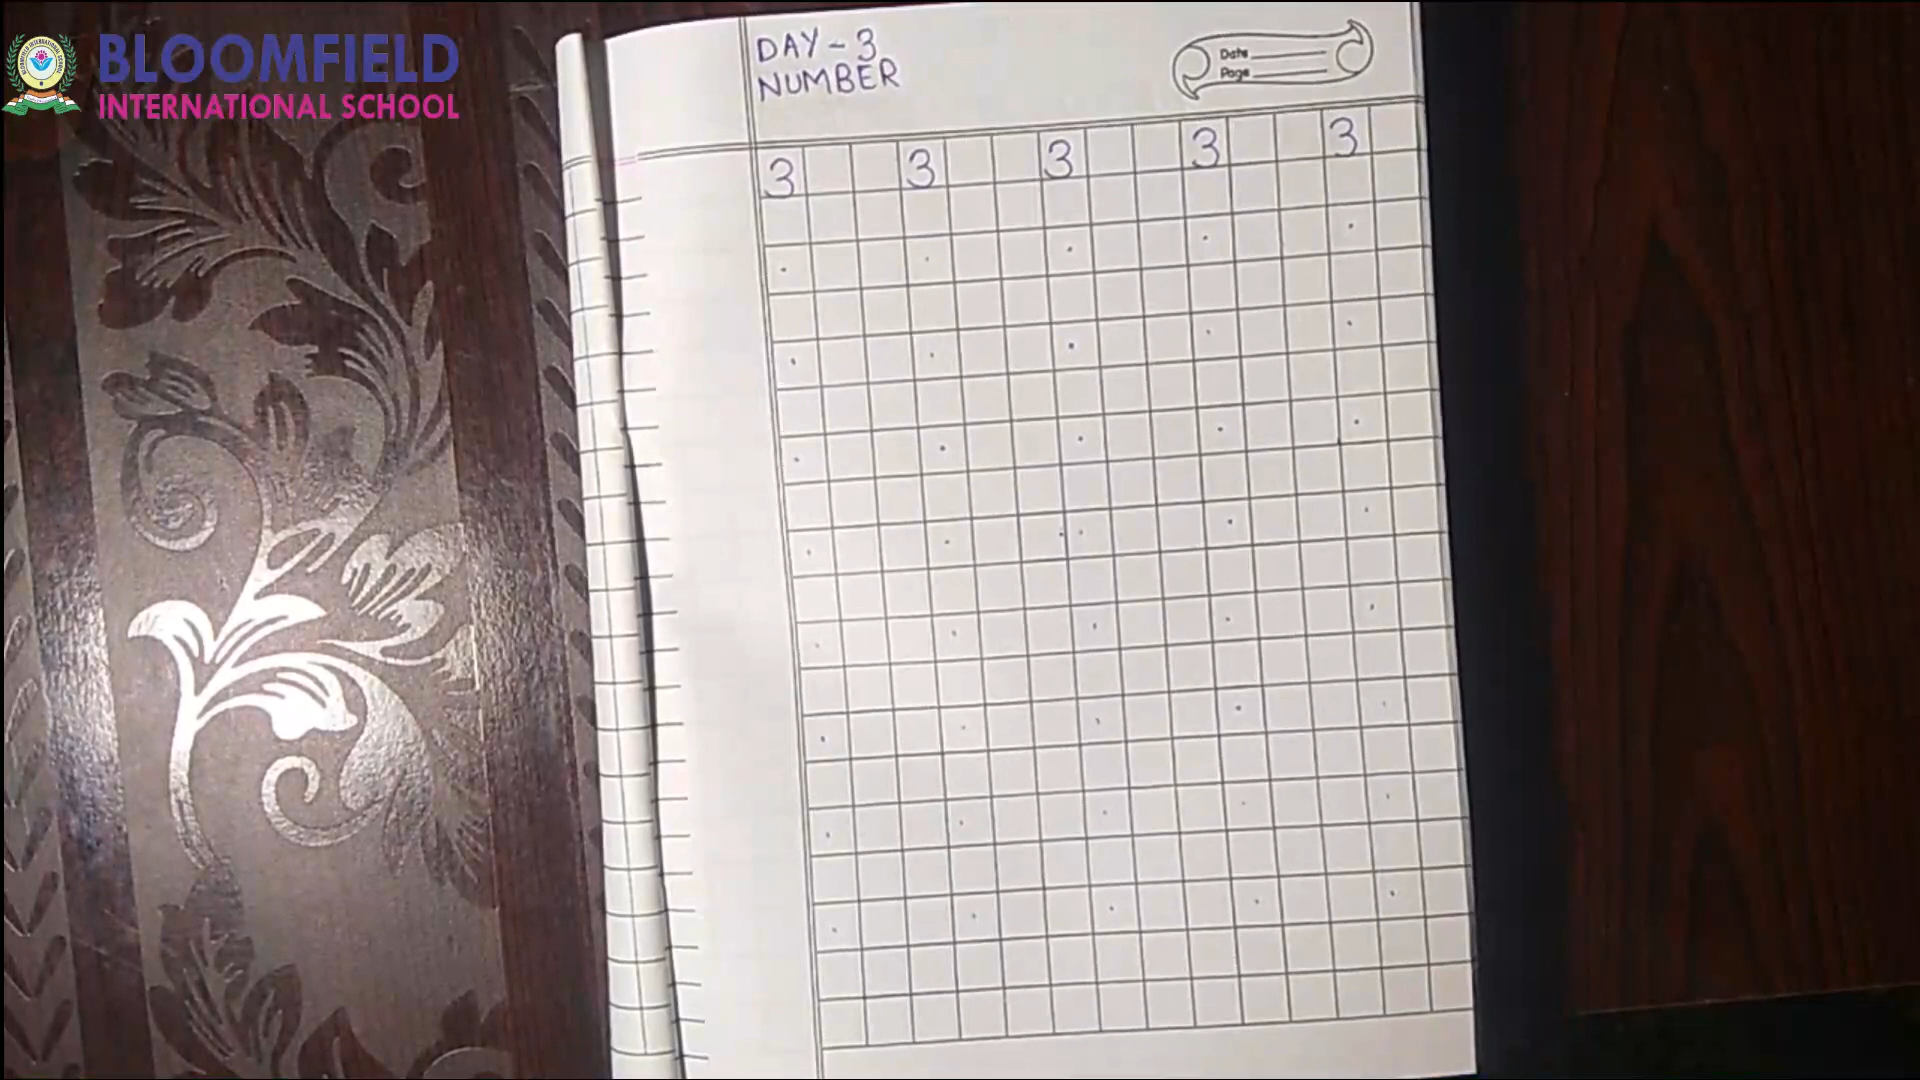 BLOOMFIELD
INTERNATIONAL SCHOOL
DAY - 3
NUMBER
Date
Page
3 3 3 3 3